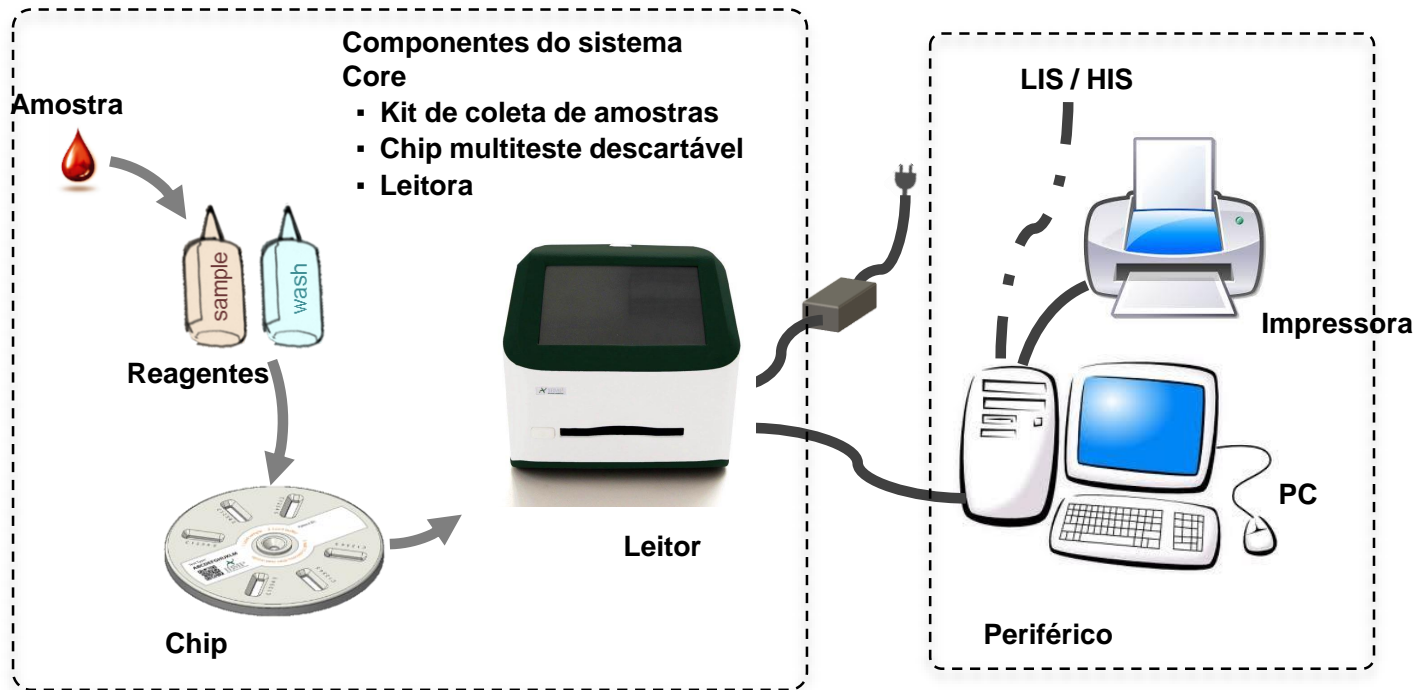 Componentes do sistema
Core
▪ Kit de coleta de amostras
▪ Chip multiteste descartável
▪ Leitora
Amostra
sample
wash
Reagentes
Chip
Leitor
LIS / HIS
Impressora
PC
Periférico